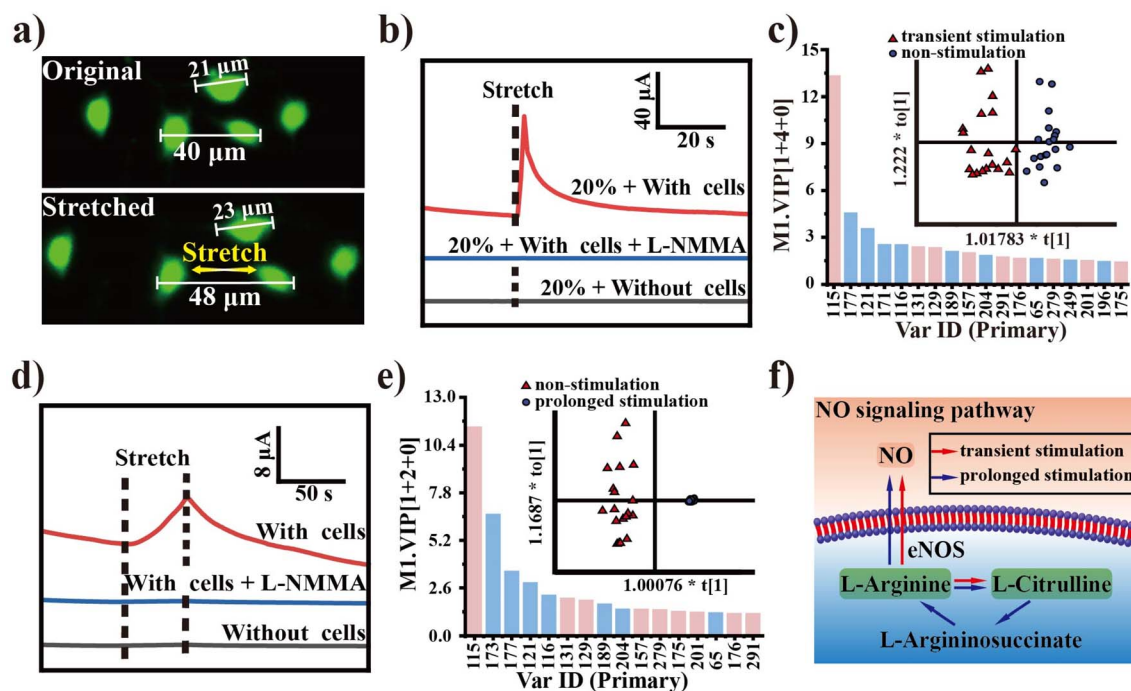 a)
Original
21 µm
40 µm
Stretched
23 µm
Stretch
48 µm
b)
Stretch
40 µA
20 s
20% + With cells
20% + With cells + L-NMMA
20% + Without cells
c)
transient stimulation
non-stimulation
M1.VIP[1+4+0]
15
12
9
6
3
0
1.222 * to[1]
1.01783 * t[1]
115 177 121 171 116 131 129 189 157 204 291 176 65 279 249 201 196 175
Var ID (Primary)
d)
Stretch
8 µA
50 s
With cells
With cells + L-NMMA
Without cells
e)
non-stimulation
prolonged stimulation
M1.VIP[1+2+0]
13.0
10.4
7.8
5.2
2.6
0.0
1.1687 * to[1]
1.00076 * t[1]
115 173 177 121 116 131 129 189 204 157 279 175 201 65 176 291
Var ID (Primary)
f)
NO signaling pathway
NO
transient stimulation
prolonged stimulation
eNOS
L-Arginine
L-Citrulline
L-Argininosuccinate